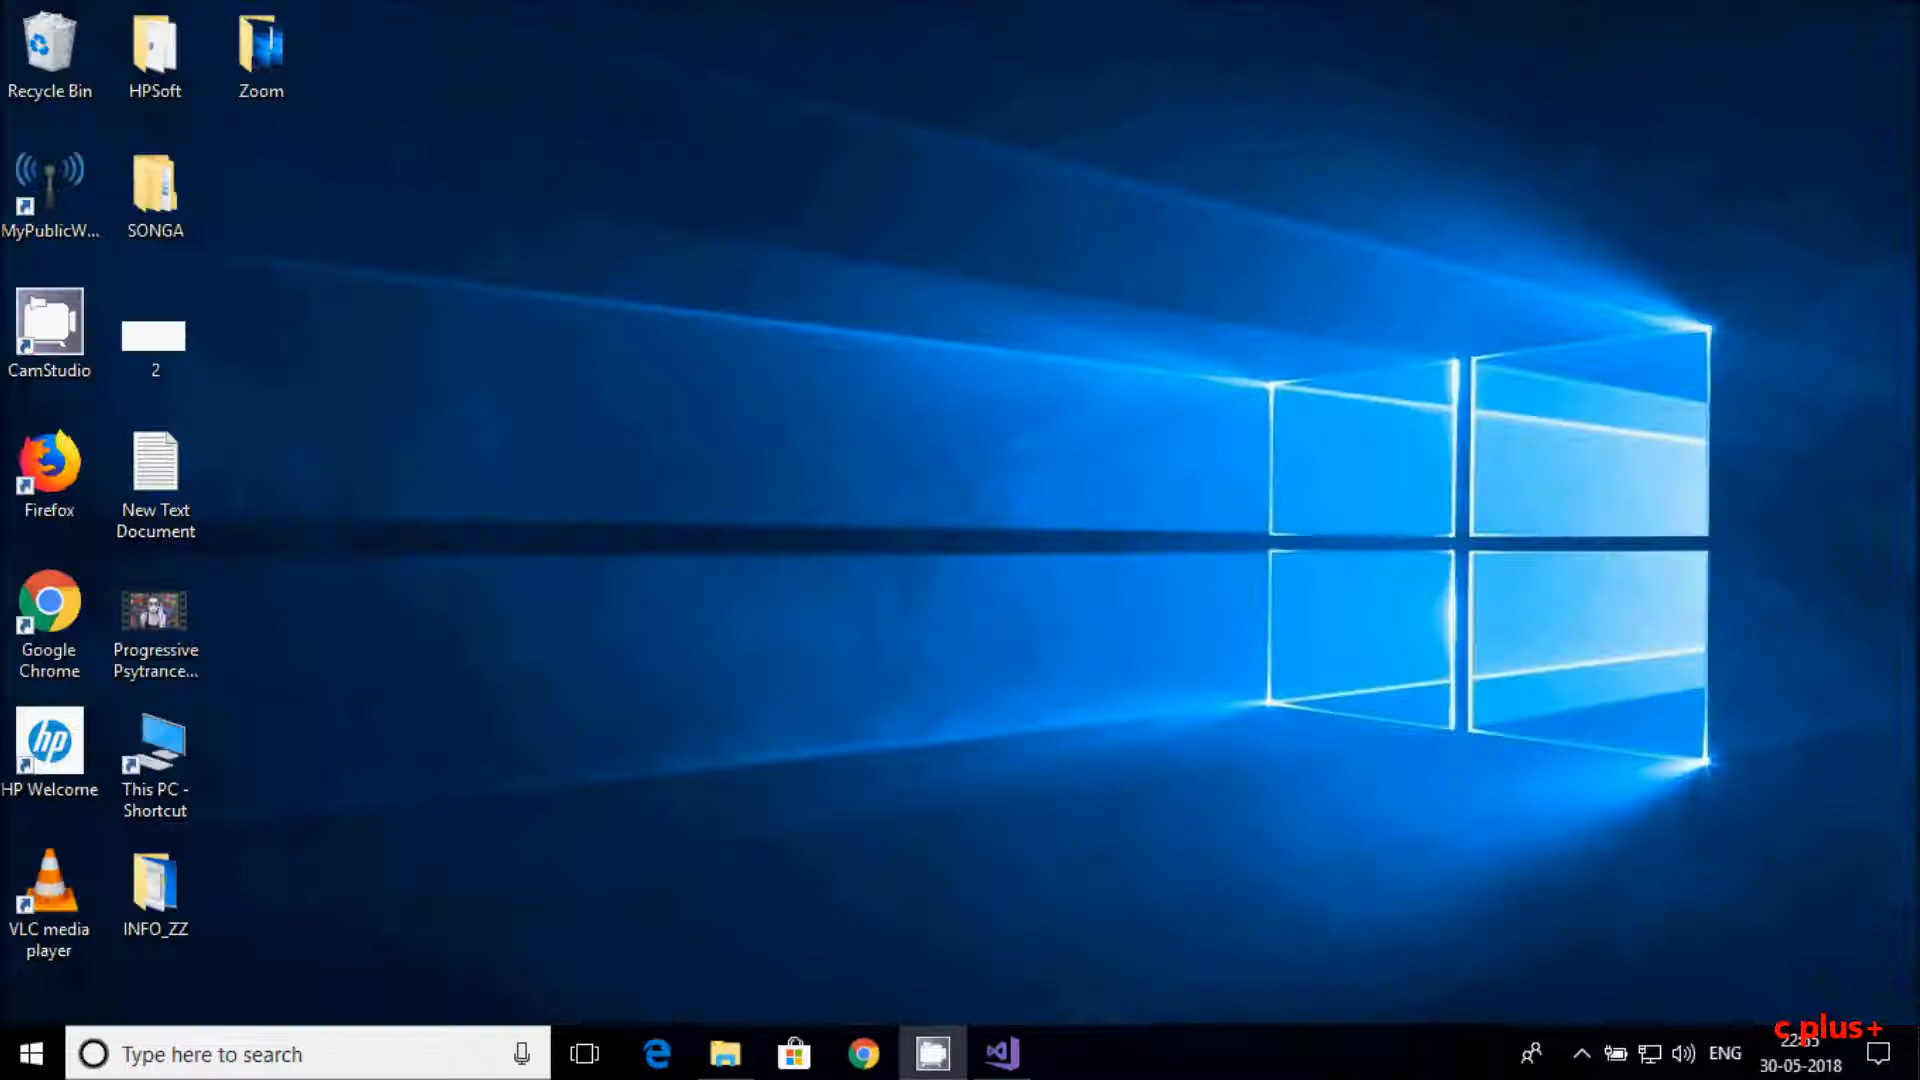 Recycle Bin
HPSoft
Zoom
MyPublicW...
SONGA
CamStudio
2
Firefox
New Text
Document
Google
Chrome
Progressive
Psytrance...
hp
HP Welcome
This PC -
Shortcut
VLC media
player
INFO_ZZ
c plus+
Type here to search
ENG
30-05-2018